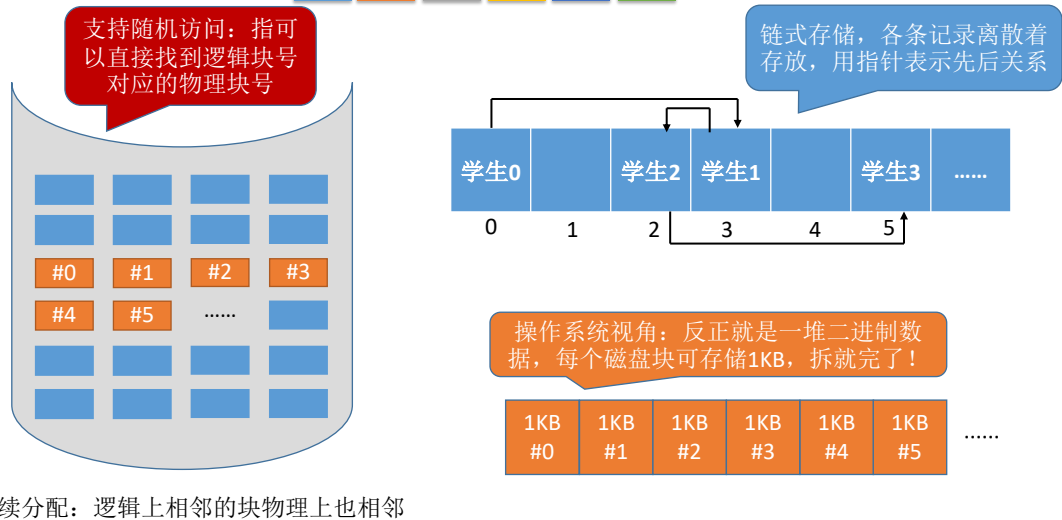 支持随机访问：指可
以直接找到逻辑块号
对应的物理块号
链式存储，各条记录离散着
存放，用指针表示先后关系
学生0 学生2 学生1 学生3 ……
0 1 2 3 4 5
#0 #1 #2 #3
#4 #5 ……
操作系统视角：反正就是一堆二进制数
据，每个磁盘块可存储1KB，拆就完了！
1KB 1KB 1KB 1KB 1KB 1KB
#0 #1 #2 #3 #4 #5 ……
续分配：逻辑上相邻的块物理上也相邻